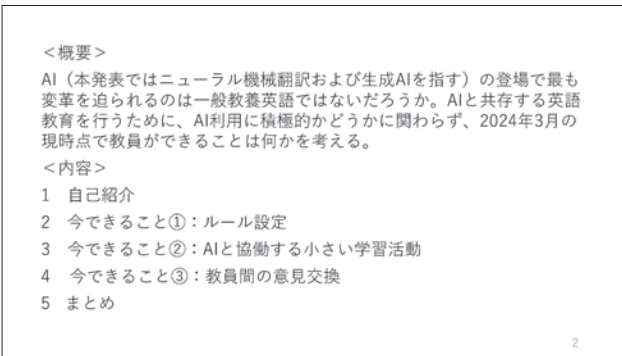 ＜概要＞
AI（本発表ではニューラル機械翻訳および生成AIを指す）の登場で最も
変革を迫られるのは一般教養英語ではないだろうか。AIと共存する英語
教育を行うために、AI利用に積極的かどうかに関わらず、2024年3月の
現時点で教員ができることは何かを考える。
＜内容＞
1　自己紹介
2　今できること①：ルール設定
3　今できること②：AIと協働する小さい学習活動
4　今できること③：教員間の意見交換
5　まとめ
2